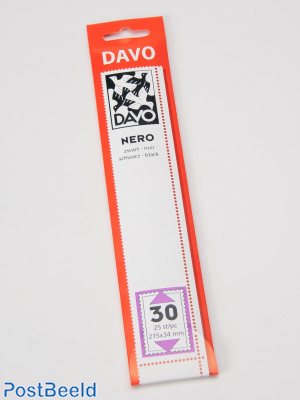 DAVO
DAVO
NERO
zwart - noir
schwarz - black
30
25 st/pc
215x34 mm
PostBeeld